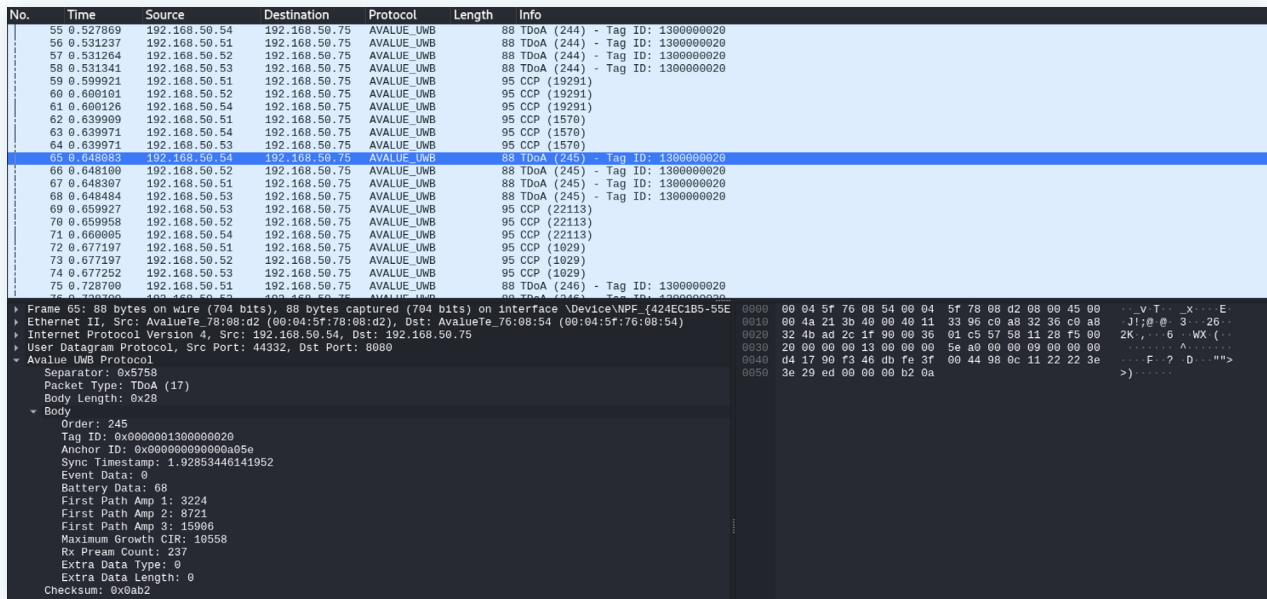 No. Time Source Destination Protocol Length Info
55 0.527869 192.168.50.54 192.168.50.75 AVALUE_UWB 88 TDoA (244) - Tag ID: 1300000020
56 0.531237 192.168.50.51 192.168.50.75 AVALUE_UWB 88 TDoA (244) - Tag ID: 1300000020
57 0.531264 192.168.50.52 192.168.50.75 AVALUE_UWB 88 TDoA (244) - Tag ID: 1300000020
58 0.531341 192.168.50.53 192.168.50.75 AVALUE_UWB 88 TDoA (244) - Tag ID: 1300000020
59 0.599921 192.168.50.51 192.168.50.75 AVALUE_UWB 95 CCP (19291)
60 0.600101 192.168.50.52 192.168.50.75 AVALUE_UWB 95 CCP (19291)
61 0.600126 192.168.50.54 192.168.50.75 AVALUE_UWB 95 CCP (19291)
62 0.639909 192.168.50.51 192.168.50.75 AVALUE_UWB 95 CCP (1570)
63 0.639971 192.168.50.54 192.168.50.75 AVALUE_UWB 95 CCP (1570)
64 0.639971 192.168.50.53 192.168.50.75 AVALUE_UWB 95 CCP (1570)
65 0.648083 192.168.50.54 192.168.50.75 AVALUE_UWB 88 TDoA (245) - Tag ID: 1300000020
66 0.648100 192.168.50.52 192.168.50.75 AVALUE_UWB 88 TDoA (245) - Tag ID: 1300000020
67 0.648307 192.168.50.51 192.168.50.75 AVALUE_UWB 88 TDoA (245) - Tag ID: 1300000020
68 0.648484 192.168.50.53 192.168.50.75 AVALUE_UWB 88 TDoA (245) - Tag ID: 1300000020
69 0.659927 192.168.50.53 192.168.50.75 AVALUE_UWB 95 CCP (22113)
70 0.659958 192.168.50.52 192.168.50.75 AVALUE_UWB 95 CCP (22113)
71 0.660005 192.168.50.54 192.168.50.75 AVALUE_UWB 95 CCP (22113)
72 0.677197 192.168.50.51 192.168.50.75 AVALUE_UWB 95 CCP (1029)
73 0.677197 192.168.50.52 192.168.50.75 AVALUE_UWB 95 CCP (1029)
74 0.677252 192.168.50.53 192.168.50.75 AVALUE_UWB 95 CCP (1029)
75 0.728700 192.168.50.51 192.168.50.75 AVALUE_UWB 88 TDoA (246) - Tag ID: 1300000020
Frame 65: 88 bytes on wire (704 bits), 88 bytes captured (704 bits) on interface \Device\NPF_{424EC1B5-55E
Ethernet II, Src: AvalueTe_78:08:d2 (00:04:5f:78:08:d2), Dst: AvalueTe_76:08:54 (00:04:5f:76:08:54)
Internet Protocol Version 4, Src: 192.168.50.54, Dst: 192.168.50.75
User Datagram Protocol, Src Port: 44332, Dst Port: 8080
Avalue UWB Protocol
Separator: 0x5758
Packet Type: TDoA (17)
Body Length: 0x28
Body
Order: 245
Tag ID: 0x0000001300000020
Anchor ID: 0x000000090000a05e
Sync Timestamp: 1.92853446141952
Event Data: 0
Battery Data: 68
First Path Amp 1: 3224
First Path Amp 2: 8721
First Path Amp 3: 15906
Maximum Growth CIR: 10558
Rx Pream Count: 237
Extra Data Type: 0
Extra Data Length: 0
Checksum: 0x0ab2
0000 00 04 5f 76 08 54 00 04 5f 78 08 d2 08 00 45 00 ··_v·T·· _x····E·
0010 00 4a 21 3b 40 00 40 11 33 96 c0 a8 32 36 c0 a8 ·J!;@·@· 3···26··
0020 32 4b ad 2c 1f 90 00 36 01 c5 57 58 11 28 f5 00 2K·,···6 ··WX·(··
0030 20 00 00 00 13 00 00 00 5e a0 00 00 09 00 00 00 ······· ^·······
0040 d4 17 90 f3 46 db fe 3f 00 44 98 0c 11 22 22 3e ····F··? ·D···"">
0050 3e 29 ed 00 00 00 b2 0a >)······